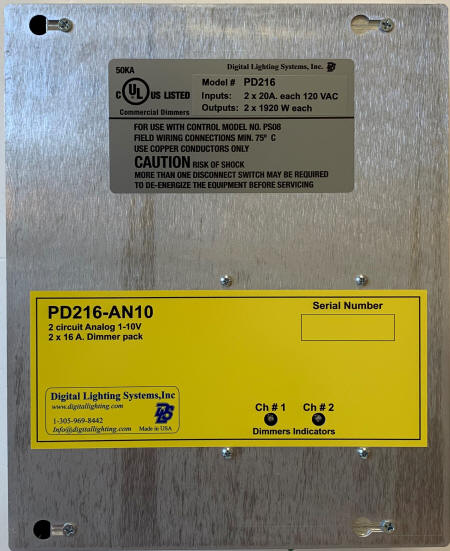 50KA
Digital Lighting Systems, Inc. DLS
Model # PD216
C UL US LISTED
Inputs: 2 x 20A. each 120 VAC
Commercial Dimmers
Outputs: 2 x 1920 W each
FOR USE WITH CONTROL MODEL NO. PS08
FIELD WIRING CONNECTIONS MIN. 75° C
USE COPPER CONDUCTORS ONLY
CAUTION RISK OF SHOCK
MORE THAN ONE DISCONNECT SWITCH MAY BE REQUIRED
TO DE-ENERGIZE THE EQUIPMENT BEFORE SERVICING
PD216-AN10
2 circuit Analog 1-10V
2 x 16 A. Dimmer pack
Serial Number
Digital Lighting Systems,Inc
www.digitallighting.com
DLS
1-305-969-8442
Info@digitallighting.com Made in USA
Ch # 1 Ch # 2
Dimmers Indicators